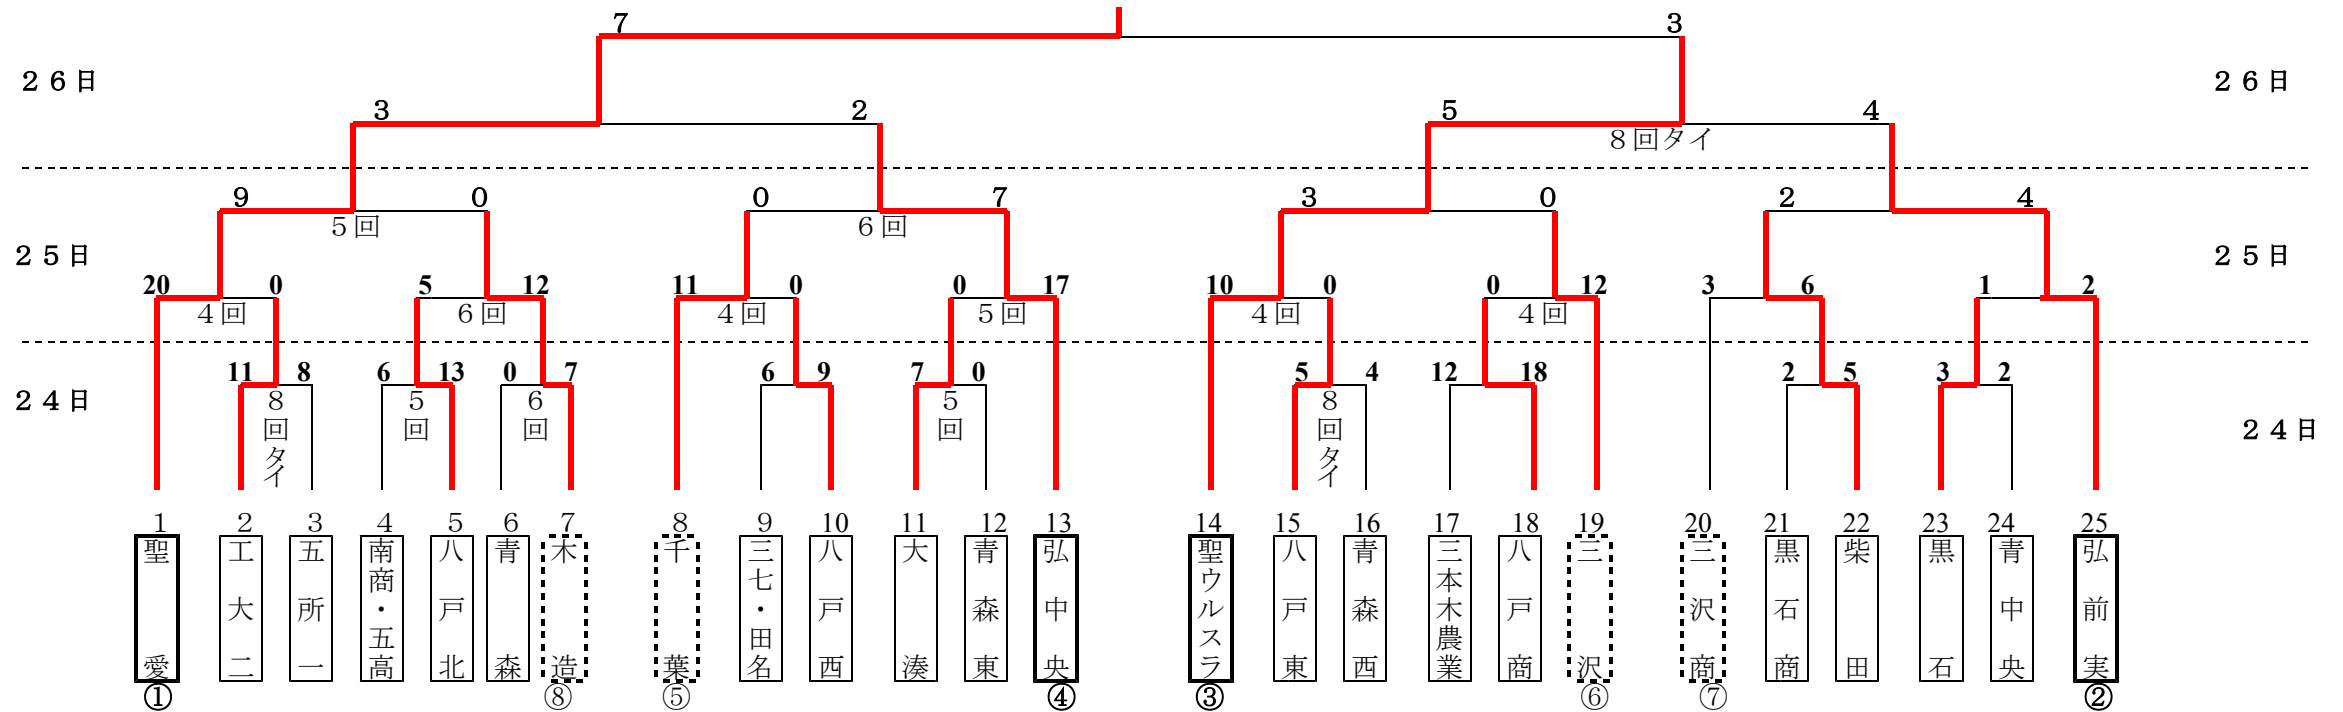 7 3
２６日 ２６日
3 2 5 4
８回タイ
9 0 0 7 3 0 2 4
５回 ６回
２５日 ２５日
20 0 5 12 11 0 0 17 10 0 0 12 3 6 1 2
４回 ６回 ４回 ５回 ４回 ４回
11 8 6 13 0 7 6 9 7 0 5 4 12 18 2 5 3 2
２４日 ２４日
８回タイ ５回 ６回 ５回 ８回タイ
1 2 3 4 5 6 7 8 9 10 11 12 13 14 15 16 17 18 19 20 21 22 23 24 25
聖愛
工大二
五所一
南商・五高
八戸北
青森
木造
千葉
三七・田名
八戸西
大湊
青森東
弘中央
聖ウルスラ
八戸東
青森西
三本木農業
八戸商
三沢
三沢商
黒石商
柴田
黒石
青中央
弘前実
① ⑧ ⑤ ④ ③ ⑥ ⑦ ②